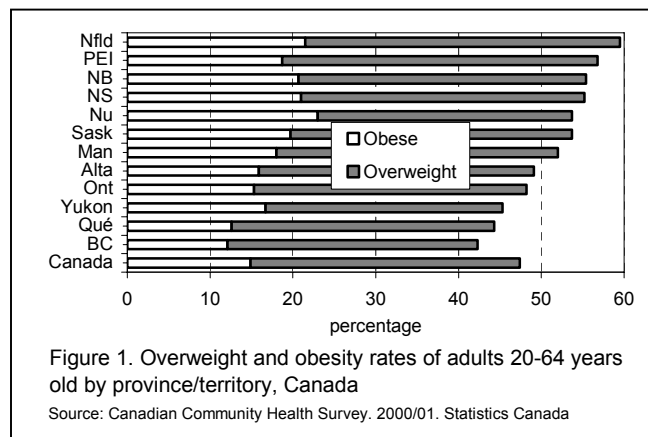 Nfld
PEI
NB
NS
Nu
Sask
Man
Alta
Ont
Yukon
Qué
BC
Canada
Obese
Overweight
0 10 20 30 40 50 60
percentage
Figure 1. Overweight and obesity rates of adults 20-64 years
old by province/territory, Canada
Source: Canadian Community Health Survey. 2000/01. Statistics Canada